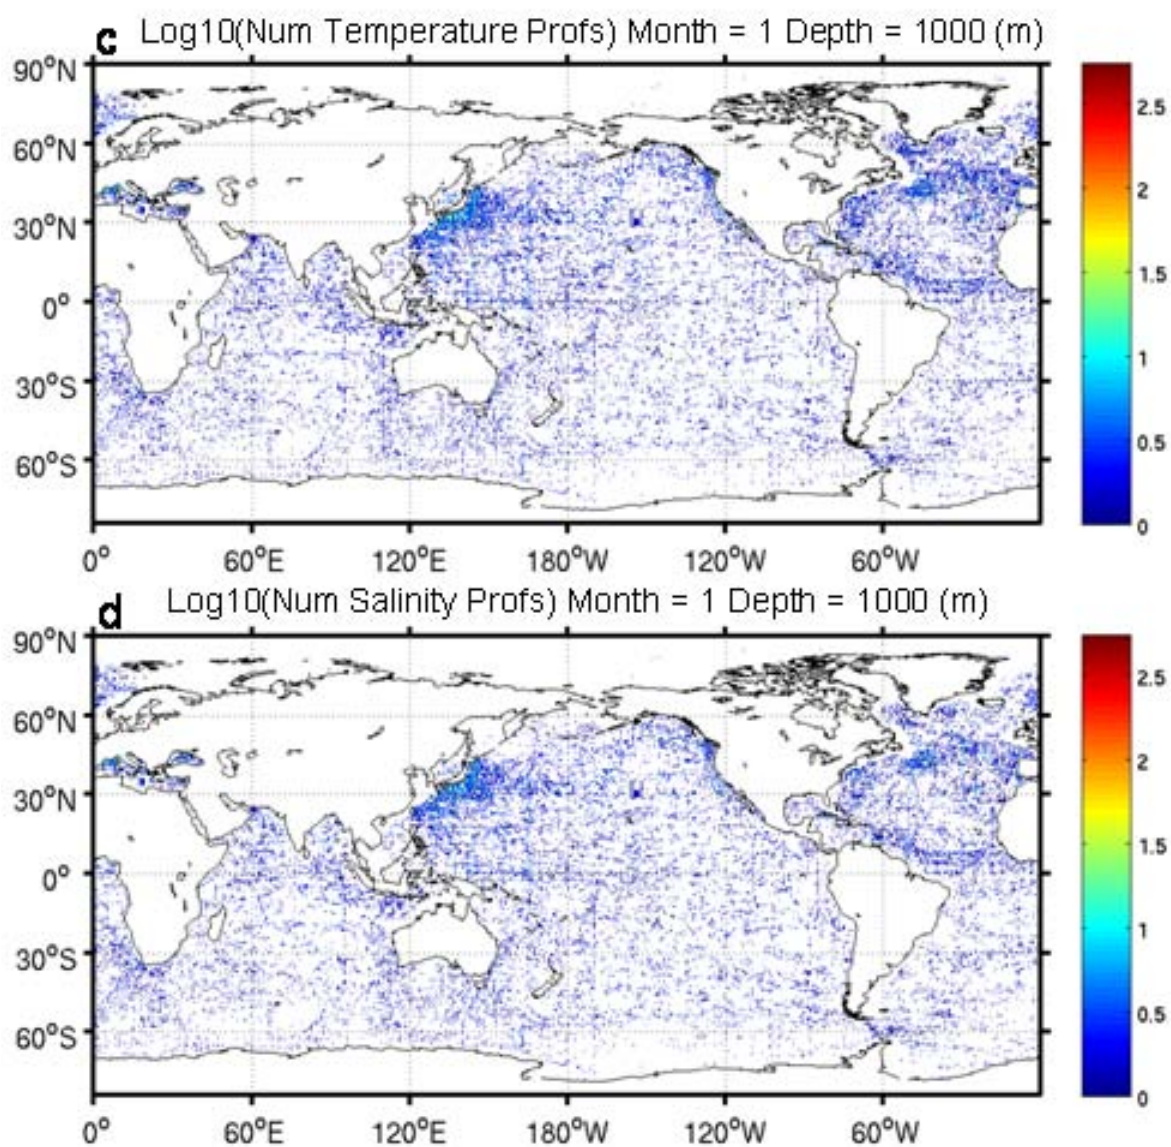 c Log10(Num Temperature Profs) Month = 1 Depth = 1000 (m)
90°N
60°N
30°N
0°
30°S
60°S
0° 60°E 120°E 180°W 120°W 60°W
2.5
2
1.5
1
0.5
0
d Log10(Num Salinity Profs) Month = 1 Depth = 1000 (m)
90°N
60°N
30°N
0°
30°S
60°S
0° 60°E 120°E 180°W 120°W 60°W
2.5
2
1.5
1
0.5
0